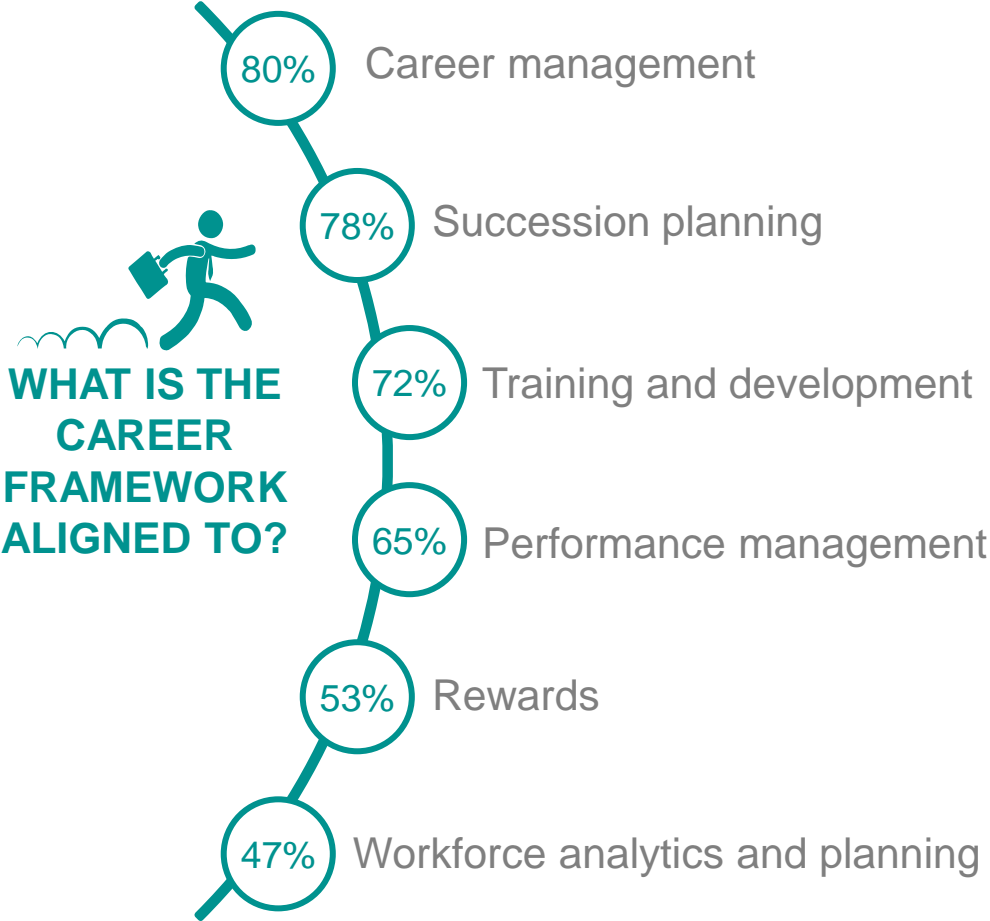 80% Career management
78% Succession planning
WHAT IS THE
CAREER
FRAMEWORK
ALIGNED TO?
72% Training and development
65% Performance management
53% Rewards
47% Workforce analytics and planning